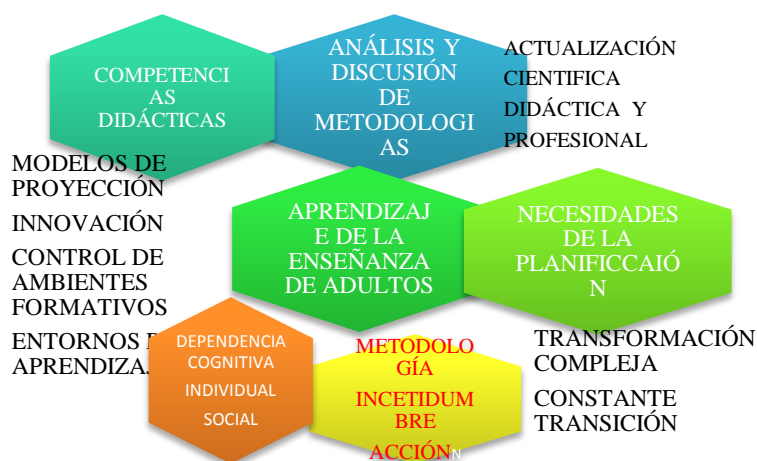 COMPETENCI
AS
DIDÁCTICAS
ANÁLISIS Y
DISCUSIÓN
DE
METODOLOGI
AS
ACTUALIZACIÓN
CIENTIFICA
DIDÁCTICA Y
PROFESIONAL
MODELOS DE
PROYECCIÓN
INNOVACIÓN
CONTROL DE
AMBIENTES
FORMATIVOS
ENTORNOS
APRENDIZA
APRENDIZAJ
E DE LA
ENSEÑANZA
DE ADULTOS
NECESIDADES
DE LA
PLANIFICCAIÓ
N
DEPENDENCIA
COGNITIVA
INDIVIDUAL
SOCIAL
METODOLO
GÍA
INCETIDUM
BRE
ACCIÓN N
TRANSFORMACIÓN
COMPLEJA
CONSTANTE
TRANSICIÓN